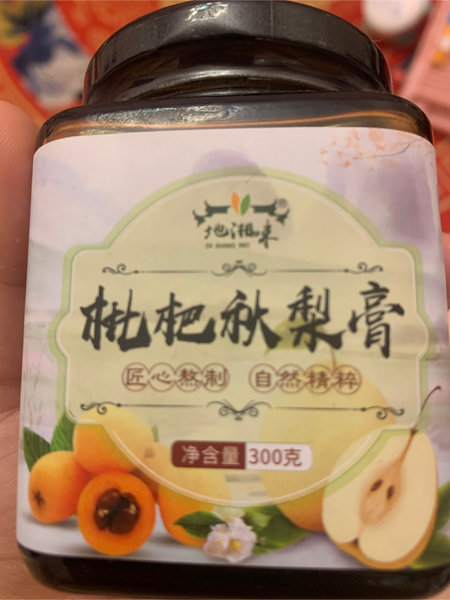 地湘来®
枇杷秋梨膏
匠心熬制 自然精粹
净含量 300克